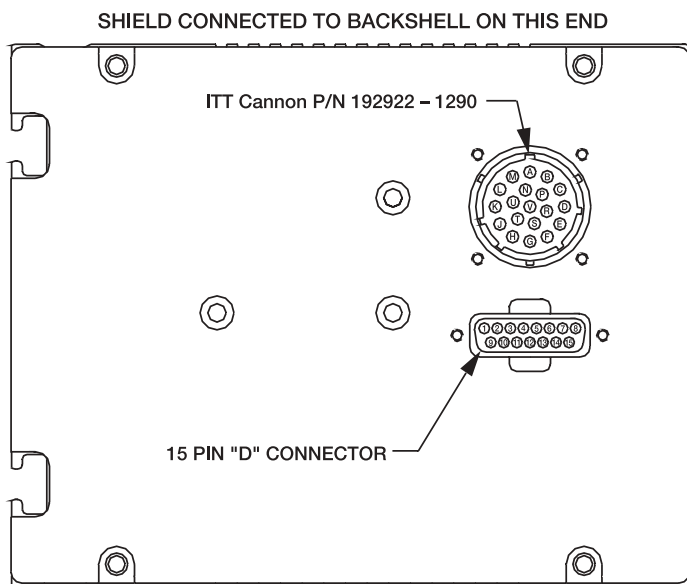 SHIELD CONNECTED TO BACKSHELL ON THIS END
ITT Cannon P/N 192922 – 1290
A
M B
L N P C
K U V R D
J T S E
H G F
1 2 3 4 5 6 7 8
9 10 11 12 13 14 15
15 PIN "D" CONNECTOR